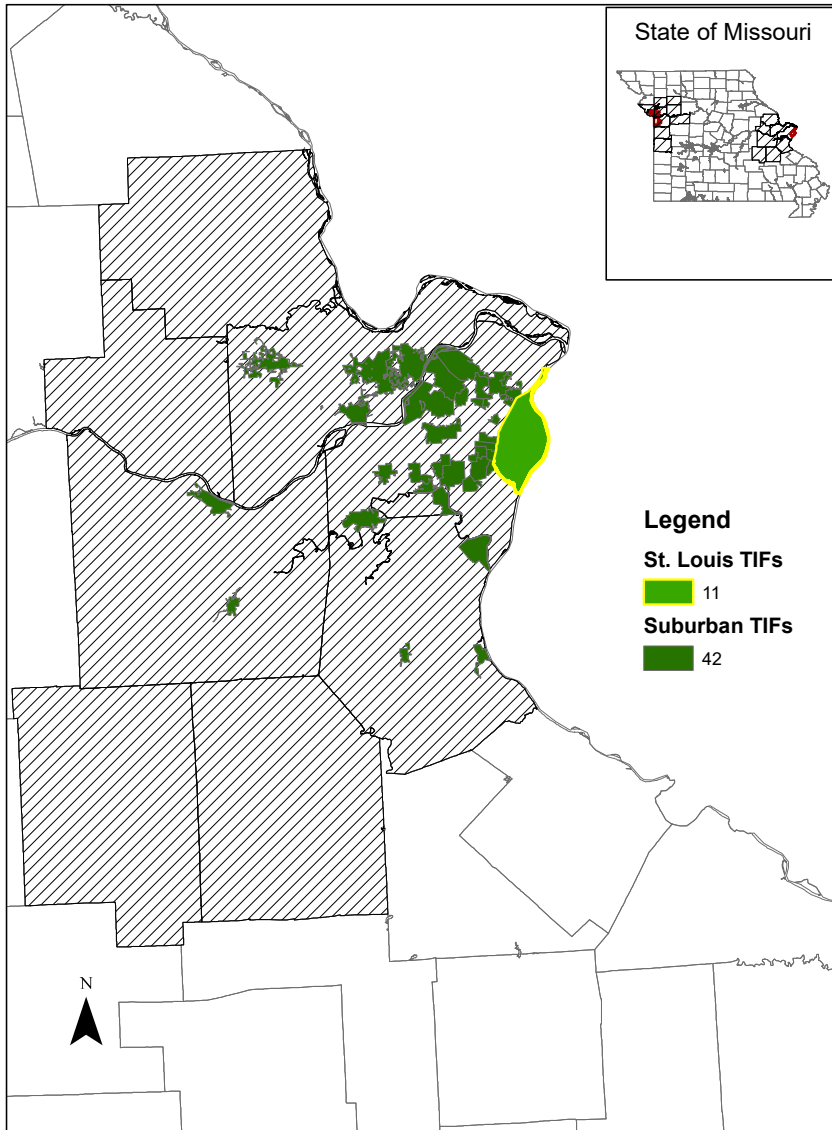 State of Missouri
Legend
St. Louis TIFs
11
Suburban TIFs
42
N